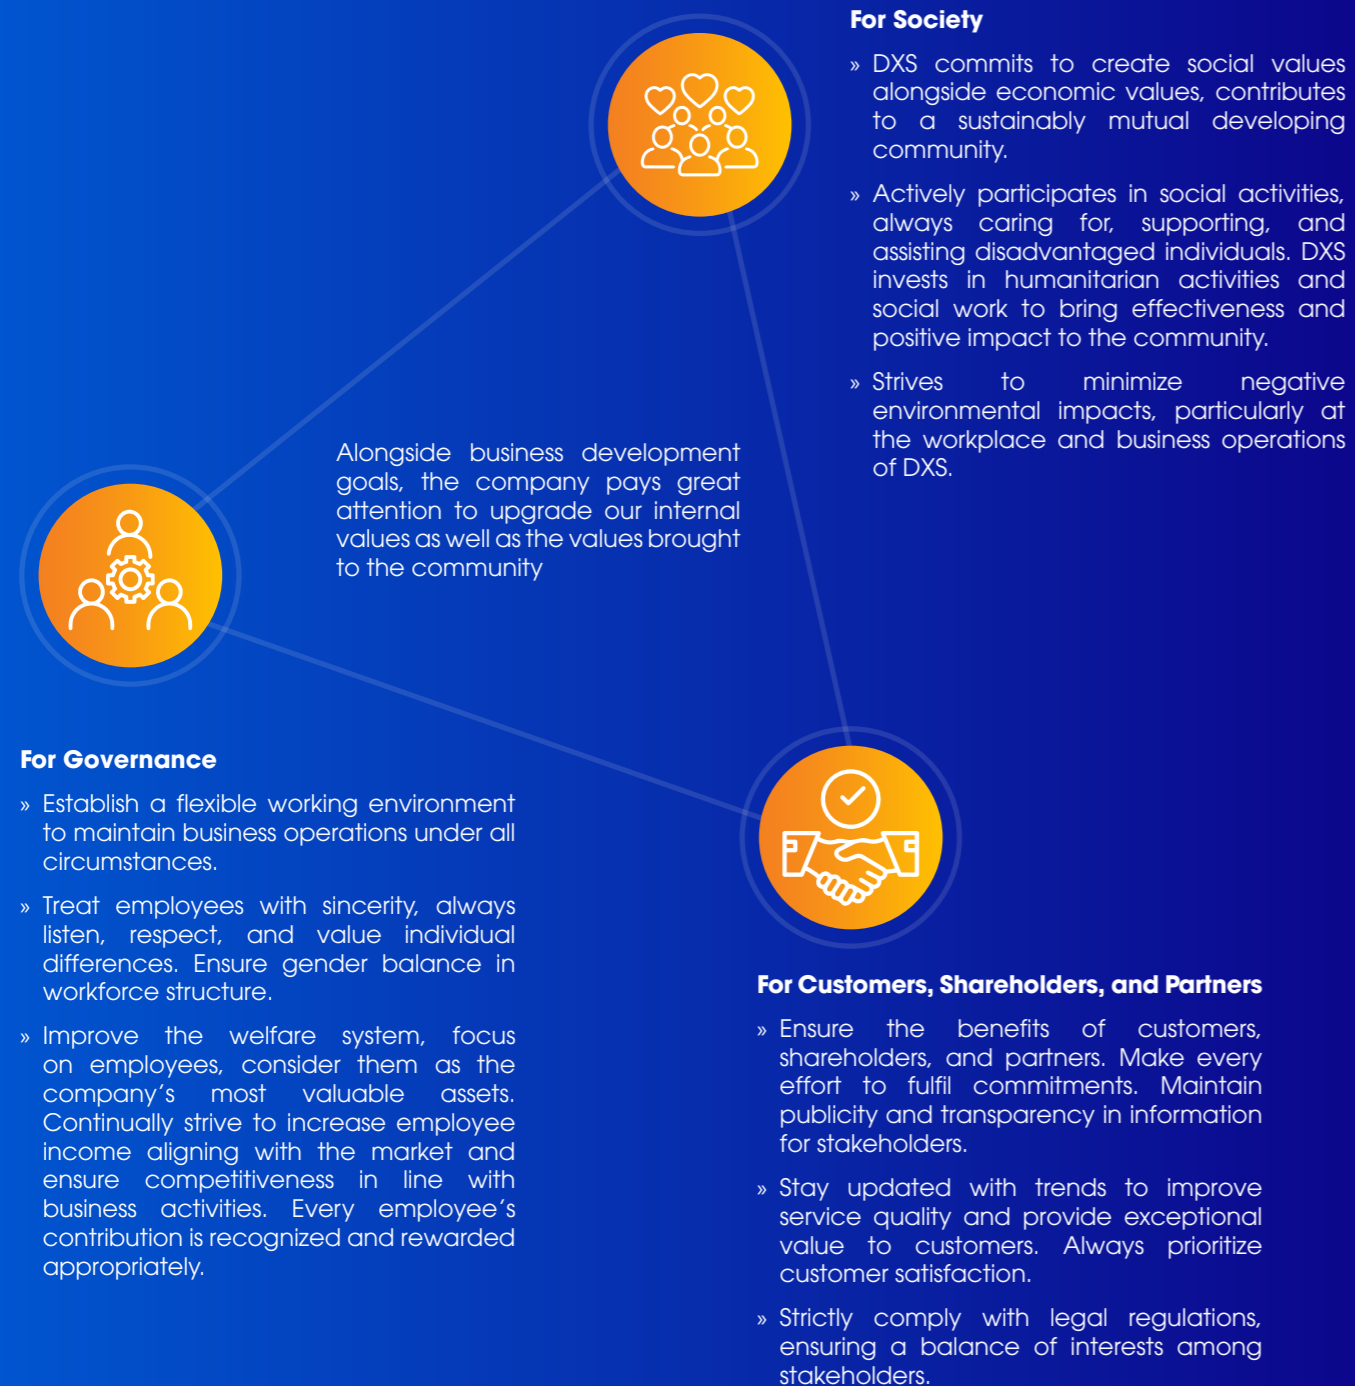 For Society
» DXS commits to create social values
alongside economic values, contributes
to a sustainably mutual developing
community.
» Actively participates in social activities,
always caring for, supporting, and
assisting disadvantaged individuals. DXS
invests in humanitarian activities and
social work to bring effectiveness and
positive impact to the community.
» Strives to minimize negative
environmental impacts, particularly at
the workplace and business operations
of DXS.
Alongside business development
goals, the company pays great
attention to upgrade our internal
values as well as the values brought
to the community
For Governance
» Establish a flexible working environment
to maintain business operations under all
circumstances.
» Treat employees with sincerity, always
listen, respect, and value individual
differences. Ensure gender balance in
workforce structure.
» Improve the welfare system, focus
on employees, consider them as the
company's most valuable assets.
Continually strive to increase employee
income aligning with the market and
ensure competitiveness in line with
business activities. Every employee's
contribution is recognized and rewarded
appropriately.
For Customers, Shareholders, and Partners
» Ensure the benefits of customers,
shareholders, and partners. Make every
effort to fulfil commitments. Maintain
publicity and transparency in information
for stakeholders.
» Stay updated with trends to improve
service quality and provide exceptional
value to customers. Always prioritize
customer satisfaction.
» Strictly comply with legal regulations,
ensuring a balance of interests among
stakeholders.